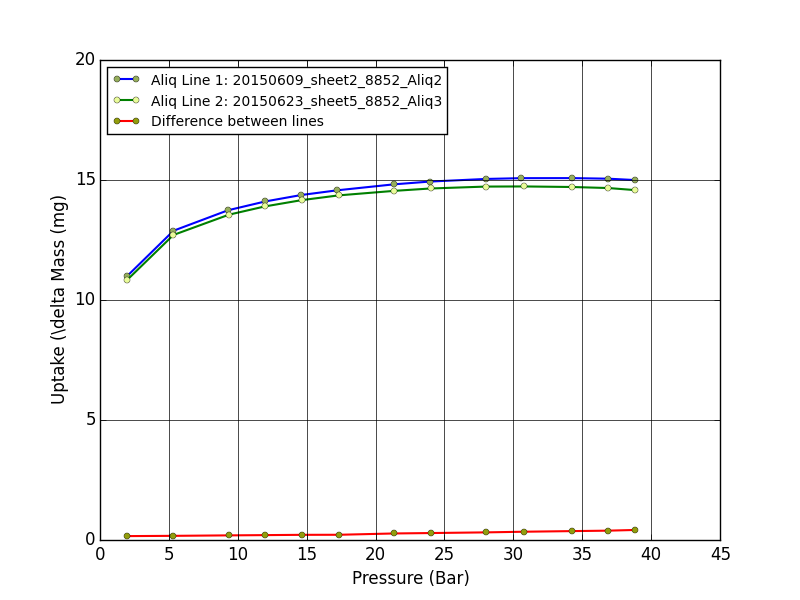 20
Aliq Line 1: 20150609_sheet2_8852_Aliq2
Aliq Line 2: 20150623_sheet5_8852_Aliq3
Difference between lines
15
10
5
0
Uptake (\delta Mass (mg)
0 5 10 15 20 25 30 35 40 45
Pressure (Bar)